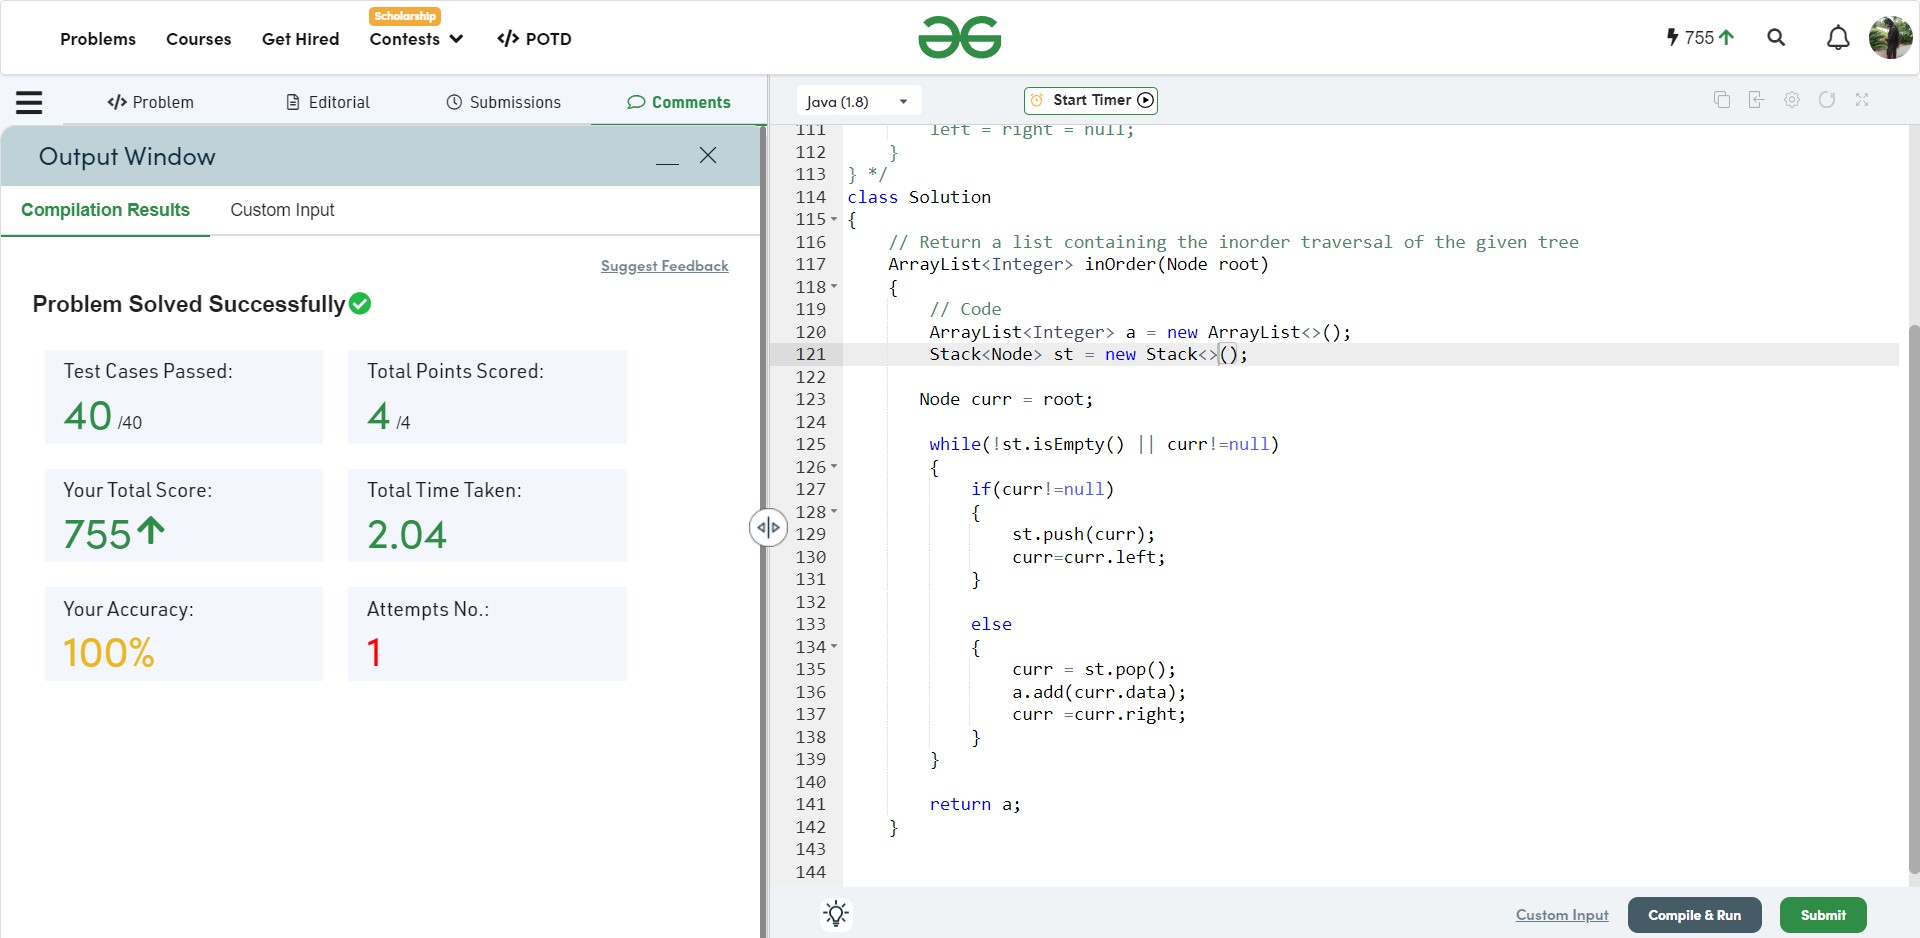 Scholarship
Problems Courses Get Hired Contests </> POTD
755
</> Problem Editorial Submissions Comments
Output Window
Compilation Results Custom Input
Suggest Feedback
Problem Solved Successfully
Test Cases Passed:
40 /40
Total Points Scored:
4 /4
Your Total Score:
755
Total Time Taken:
2.04
Your Accuracy:
100%
Attempts No.:
1
Java (1.8) Start Timer
111 left = right = null;
112 }
113 } */
114 class Solution
115 {
116 // Return a list containing the inorder traversal of the given tree
117 ArrayList<Integer> inOrder(Node root)
118 {
119 // Code
120 ArrayList<Integer> a = new ArrayList<>();
121 Stack<Node> st = new Stack<>();
122
123 Node curr = root;
124
125 while(!st.isEmpty() || curr!=null)
126 {
127 if(curr!=null)
128 {
129 st.push(curr);
130 curr=curr.left;
131 }
132
133 else
134 {
135 curr = st.pop();
136 a.add(curr.data);
137 curr =curr.right;
138 }
139 }
140
141 return a;
142 }
143
144
Custom Input Compile & Run Submit